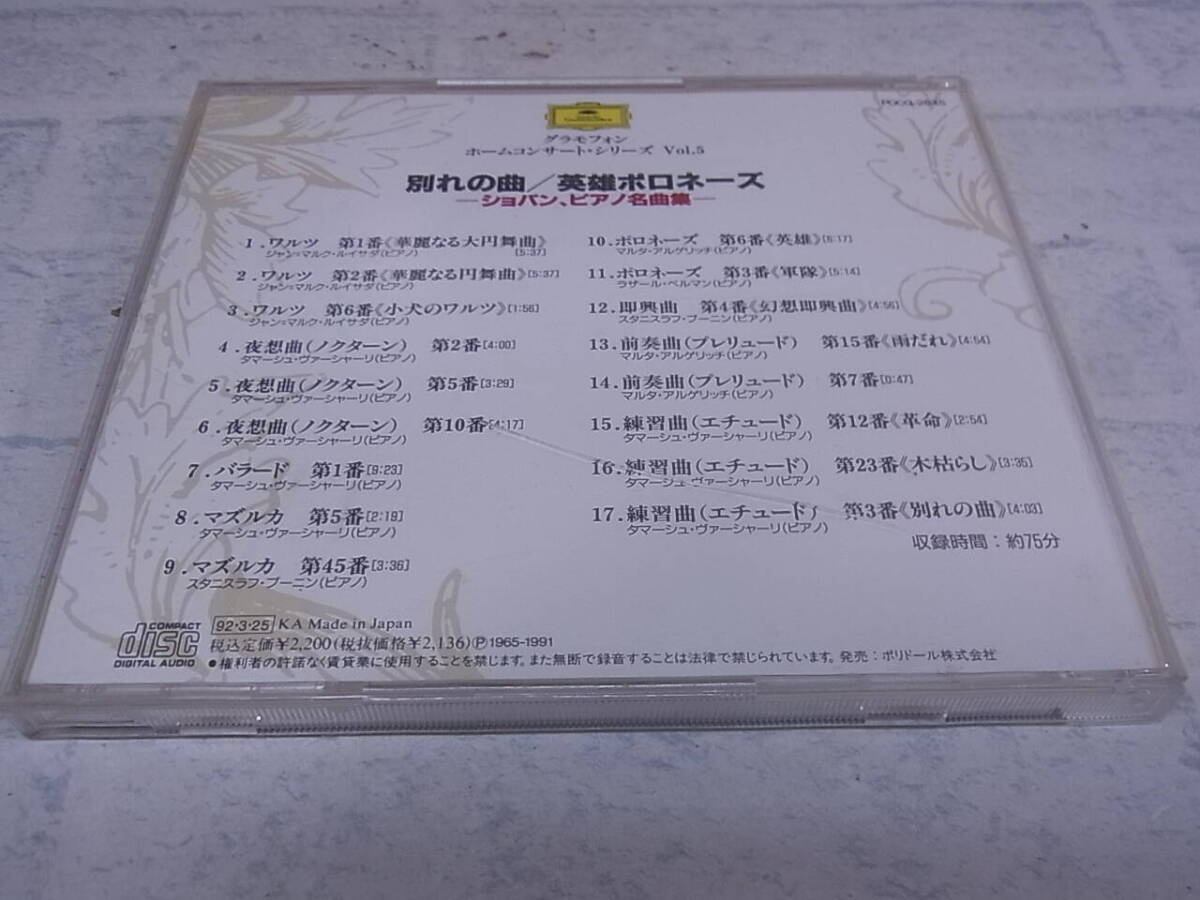 POCG-2845
グラモフォン
ホームコンサート・シリーズ Vol.5
別れの曲／英雄ポロネーズ
―ショパン、ピアノ名曲集―
1.ワルツ　第1番《華麗なる大円舞曲》
ジャン=マルク・ルイサダ(ピアノ) [5:37]
2.ワルツ　第2番《華麗なる円舞曲》[5:37]
ジャン=マルク・ルイサダ(ピアノ)
3.ワルツ　第6番《小犬のワルツ》[1:56]
ジャン=マルク・ルイサダ(ピアノ)
4.夜想曲(ノクターン)　第2番[4:00]
タマーシュ・ヴァーシャーリ(ピアノ)
5.夜想曲(ノクターン)　第5番[3:29]
タマーシュ・ヴァーシャーリ(ピアノ)
6.夜想曲(ノクターン)　第10番[4:17]
タマーシュ・ヴァーシャーリ(ピアノ)
7.バラード　第1番[9:23]
タマーシュ・ヴァーシャーリ(ピアノ)
8.マズルカ　第5番[2:19]
タマーシュ・ヴァーシャーリ(ピアノ)
9.マズルカ　第45番[3:36]
スタニスラフ・ブーニン(ピアノ)
10.ポロネーズ　第6番《英雄》[6:17]
マルタ・アルゲリッチ(ピアノ)
11.ポロネーズ　第3番《軍隊》[5:14]
ラザール・ベルマン(ピアノ)
12.即興曲　第4番《幻想即興曲》[4:56]
スタニスラフ・ブーニン(ピアノ)
13.前奏曲(プレリュード)　第15番《雨だれ》[4:54]
マルタ・アルゲリッチ(ピアノ)
14.前奏曲(プレリュード)　第7番[0:47]
マルタ・アルゲリッチ(ピアノ)
15.練習曲(エチュード)　第12番《革命》[2:54]
タマーシュ・ヴァーシャーリ(ピアノ)
16.練習曲(エチュード)　第23番《木枯らし》[3:35]
タマーシュ・ヴァーシャーリ(ピアノ)
17.練習曲(エチュード)　第3番《別れの曲》[4:03]
タマーシュ・ヴァーシャーリ(ピアノ)
収録時間：約75分
COMPACT
disc
DIGITAL AUDIO
92・3・25 KA Made in Japan
税込定価¥2,200(税抜価格¥2,136)Ⓟ1965-1991
●権利者の許諾なく賃貸業に使用することを禁じます。また無断で録音することは法律で禁じられています。発売：ポリドール株式会社